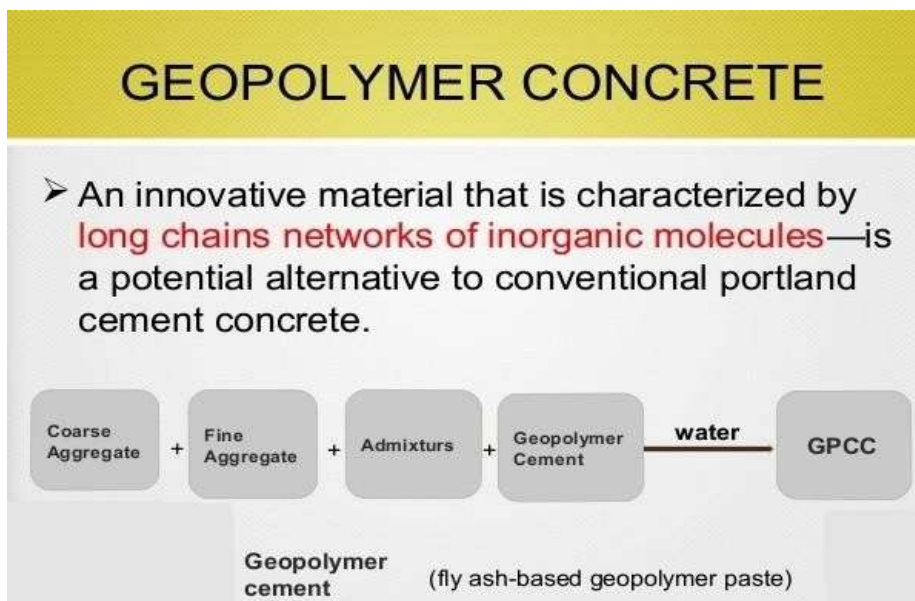 GEOPOLYMER CONCRETE
➢ An innovative material that is characterized by
long chains networks of inorganic molecules—is
a potential alternative to conventional portland
cement concrete.
Coarse
Aggregate
+
Fine
Aggregate
+
Admixturs
+
Geopolymer
Cement
water
GPCC
Geopolymer
cement
(fly ash-based geopolymer paste)